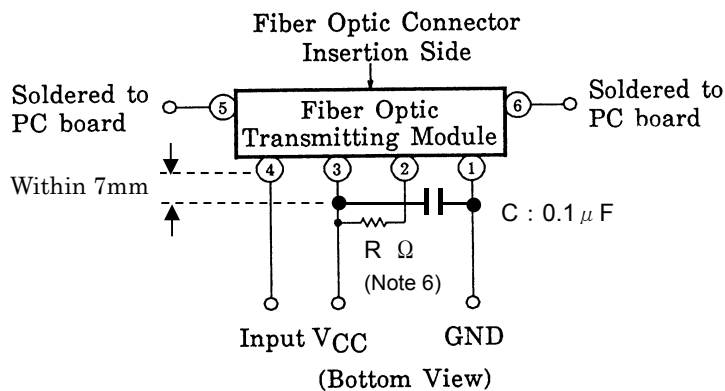 Fiber Optic Connector
Insertion Side
Soldered to
PC board
5
Fiber Optic
Transmitting Module
6
Soldered to
PC board
4
3
2
1
Within 7mm
C : 0.1 μ F
R Ω
(Note 6)
Input VCC GND
(Bottom View)